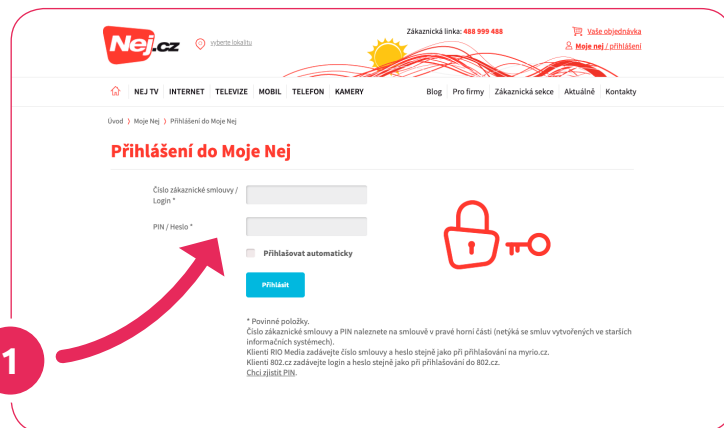 Nej.cz
vyberte lokalitu
Zákaznická linka: 488 999 488
Vaše objednávka
Moje nej / přihlášení
NEJ TV INTERNET TELEVIZE MOBIL TELEFON KAMERY
Blog Pro firmy Zákaznická sekce Aktuálně Kontakty
Úvod > Moje Nej > Přihlášení do Moje Nej
Přihlášení do Moje Nej
Číslo zákaznické smlouvy /
Login *
PIN / Heslo *
Přihlašovat automaticky
Přihlásit
* Povinné položky.
Číslo zákaznické smlouvy a PIN naleznete na smlouvě v pravé horní části (netýká se smluv vytvořených ve starších
informačních systémech).
Klienti RIO Media zadávejte číslo smlouvy a heslo stejně jako při přihlašování na myrio.cz.
Klienti 802.cz zadávejte login a heslo stejně jako při přihlašování do 802.cz.
Chci zjistit PIN.
1